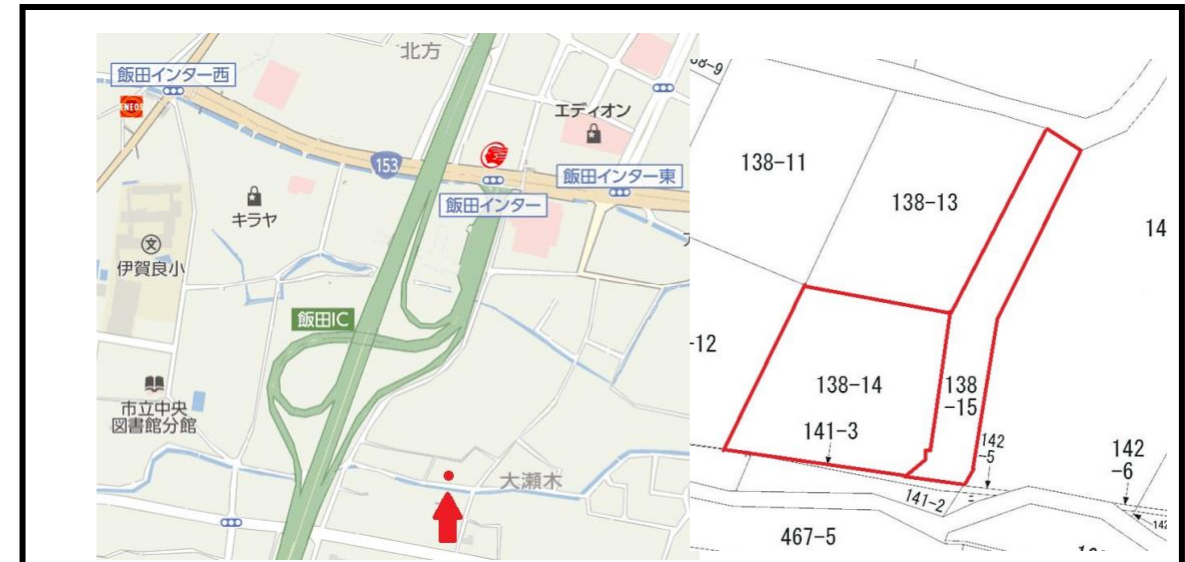 北方
飯田インター西
ENEOS
エディオン
153
飯田インター東
飯田インター
キラヤ
文
伊賀良小
飯田IC
市立中央
図書館分館
大瀬木
138-11
138-13
14
-12
138-14
138
-15
141-3
142
-5
142
-6
141-2
142
467-5